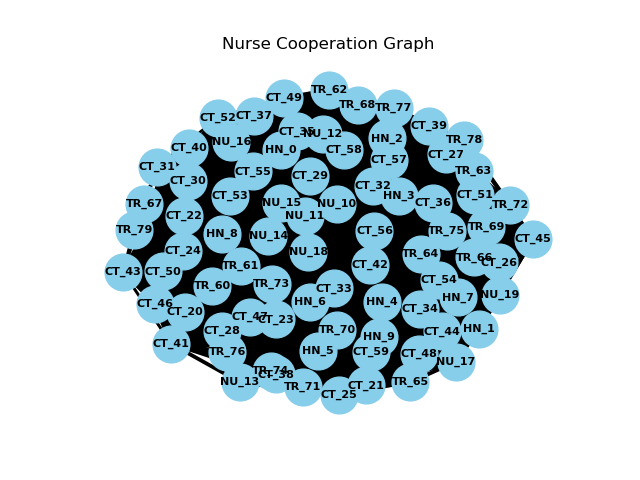 Nurse Cooperation Graph
TR_62
CT_49
TR_68
TR_77
CT_52
CT_37
CT_39
CT_35
NU_12
HN_2
TR_78
NU_16
CT_40
HN_0
CT_58
CT_27
CT_57
CT_31
CT_55
TR_63
CT_29
CT_30
CT_32
CT_53
HN_3
CT_51
TR_67
NU_15
NU_10
CT_36
TR_72
CT_22
NU_11
TR_79
HN_8
NU_14
CT_56
TR_75
TR_69
CT_45
CT_24
NU_18
TR_64
TR_66
CT_26
CT_43
CT_50
TR_61
CT_42
CT_54
TR_60
TR_73
CT_33
NU_19
CT_46
HN_6
HN_4
HN_7
CT_20
CT_34
CT_47
CT_23
CT_28
TR_70
CT_44
HN_1
HN_9
CT_41
TR_76
HN_5
CT_59
CT_48
NU_17
TR_74
CT_38
NU_13
TR_71
CT_21
TR_65
CT_25